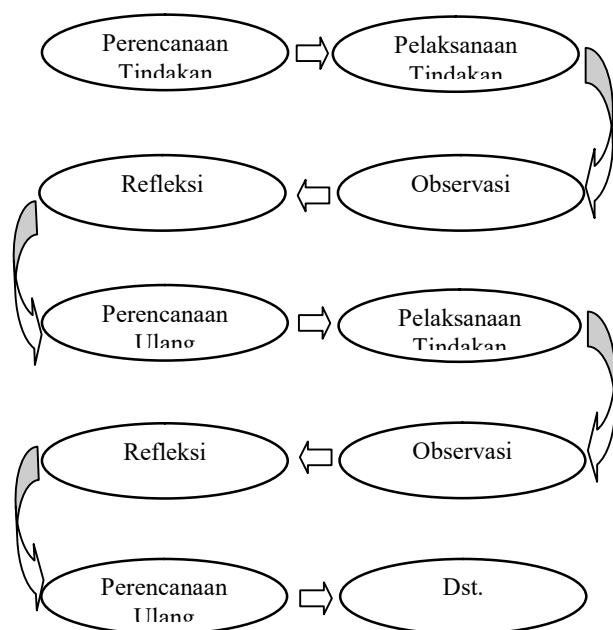 Perencanaan
Tindakan
Pelaksanaan
Tindakan
Refleksi
Observasi
Perencanaan
Ulang
Pelaksanaan
Tindakan
Refleksi
Observasi
Perencanaan
Ulang
Dst.